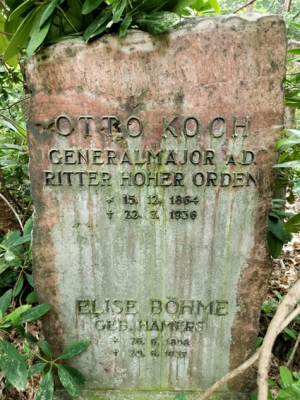 OTTO KOCH
GENERALMAJOR A.D.
RITTER HOHER ORDEN
* 15. 12. 1864
† 22. 3. 1936
ELISE BÖHME
GEB. HAMERS